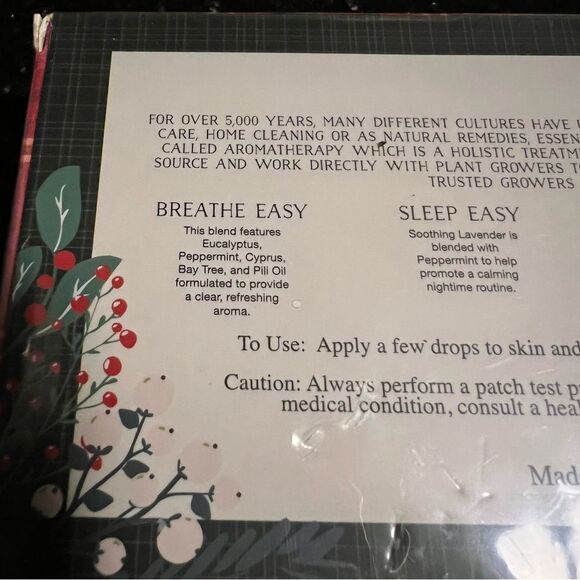 FOR OVER 5,000 YEARS, MANY DIFFERENT CULTURES HAVE
CARE, HOME CLEANING OR AS NATURAL REMEDIES, ESSEN
CALLED AROMATHERAPY WHICH IS A HOLISTIC TREATM
SOURCE AND WORK DIRECTLY WITH PLANT GROWERS TO
TRUSTED GROWERS
BREATHE EASY
This blend features
Eucalyptus,
Peppermint, Cyprus,
Bay Tree, and Pili Oil
formulated to provide
a clear, refreshing
aroma.
SLEEP EASY
Soothing Lavender is
blended with
Peppermint to help
promote a calming
nighttime routine.
To Use: Apply a few drops to skin and
Caution: Always perform a patch test p
medical condition, consult a heal
Mad